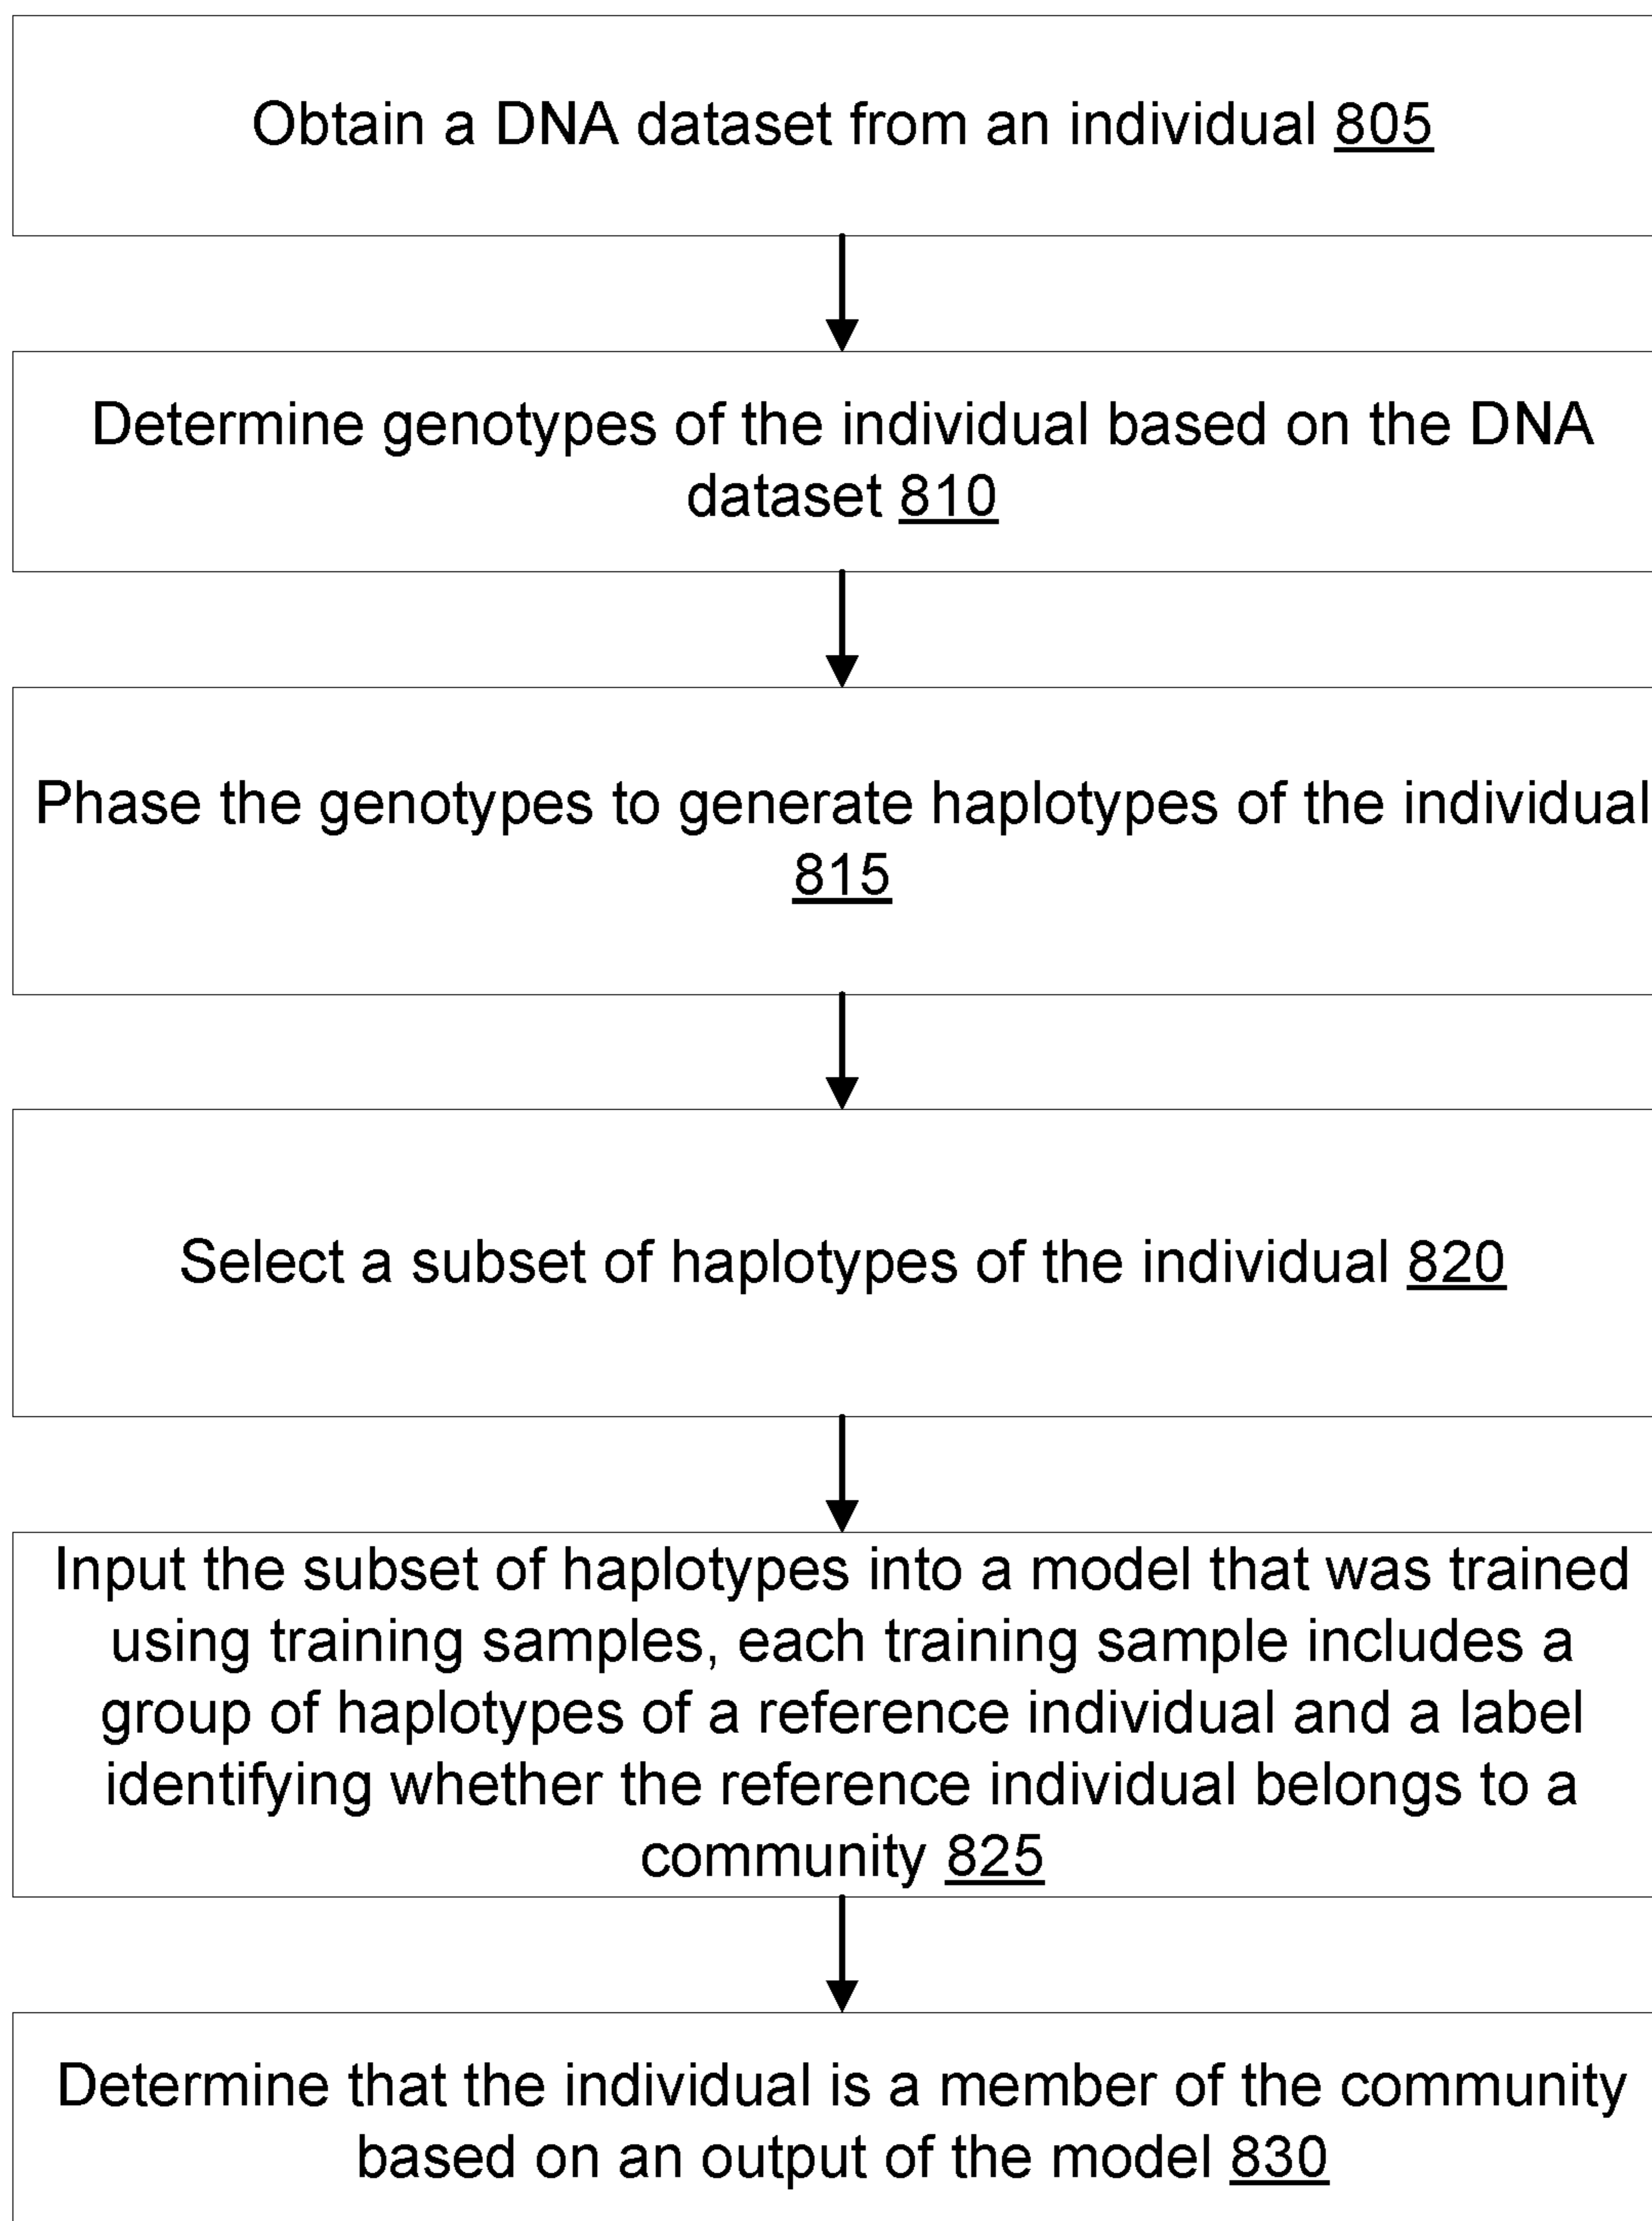 Obtain a DNA dataset from an individual 805
Determine genotypes of the individual based on the DNA
dataset 810
Phase the genotypes to generate haplotypes of the individual
815
Select a subset of haplotypes of the individual 820
Input the subset of haplotypes into a model that was trained
using training samples, each training sample includes a
group of haplotypes of a reference individual and a label
identifying whether the reference individual belongs to a
community 825
Determine that the individual is a member of the community
based on an output of the model 830